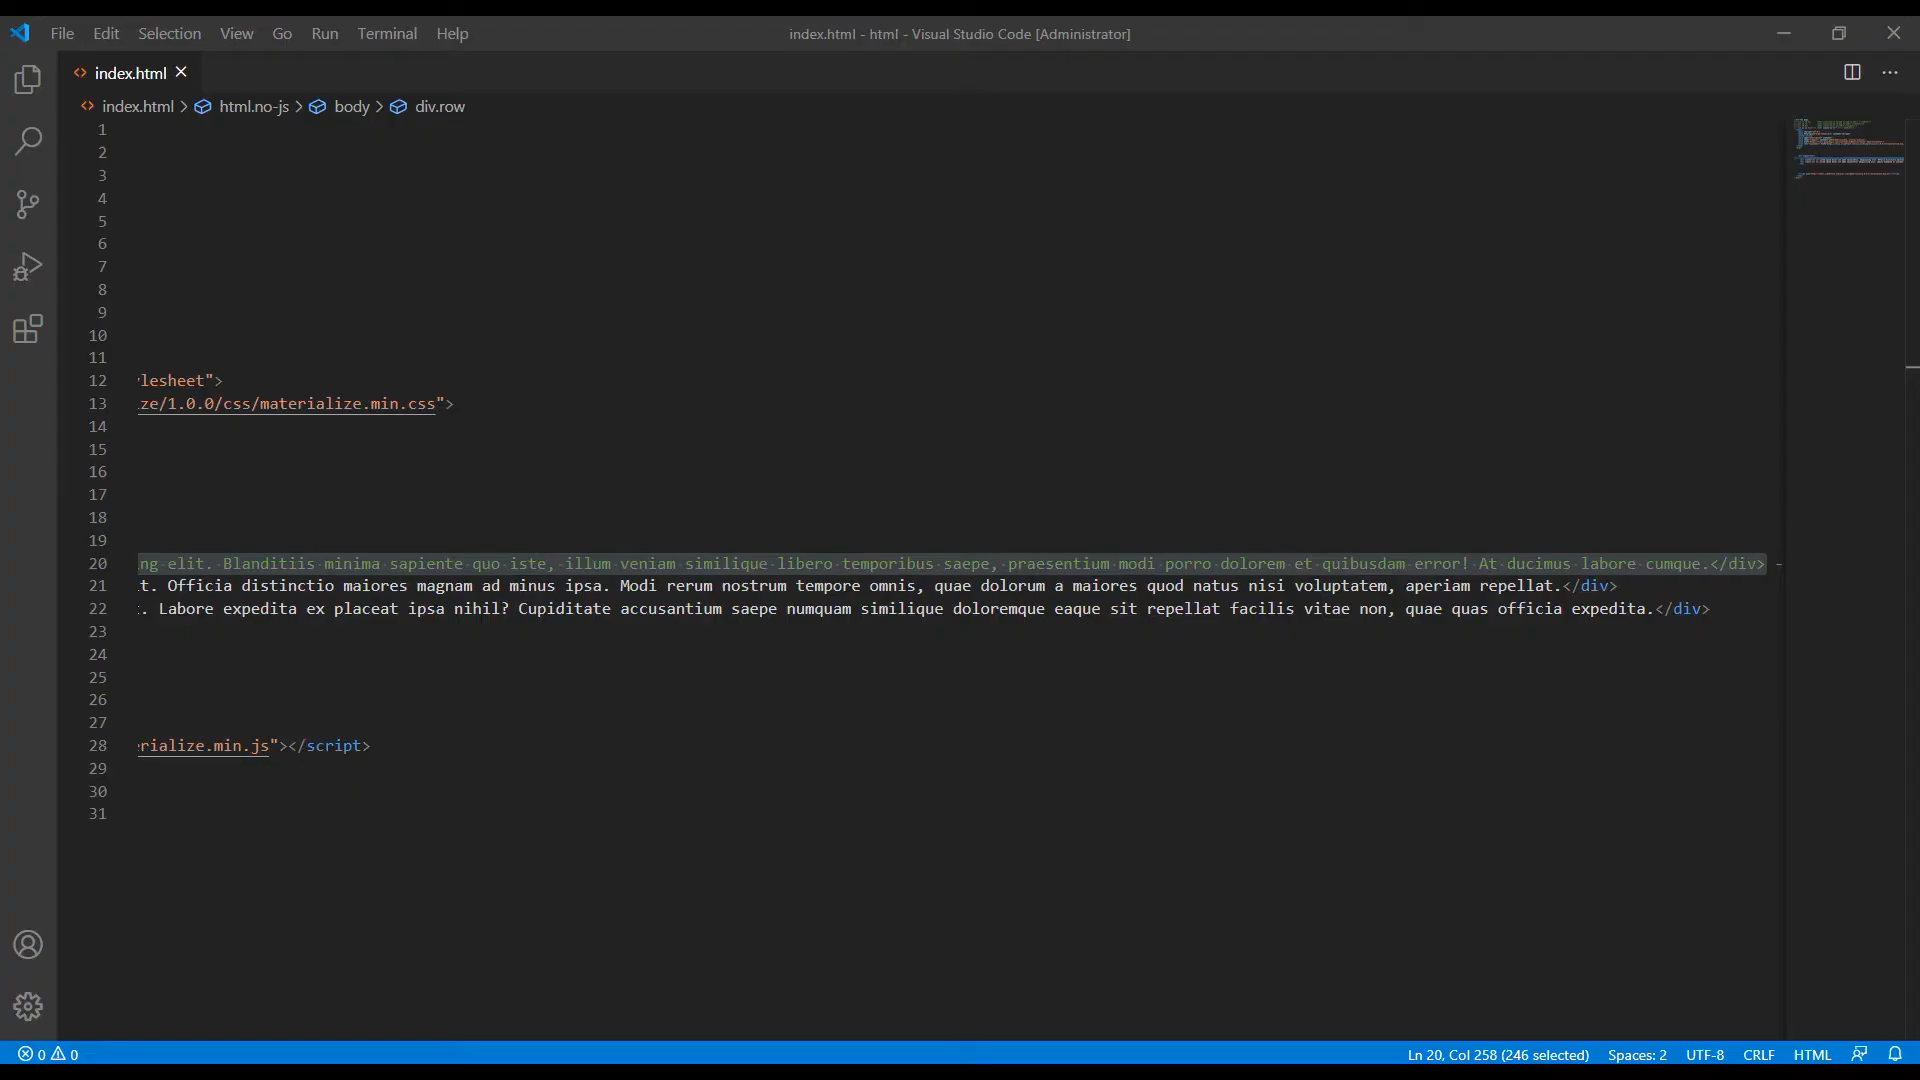 File Edit Selection View Go Run Terminal Help
index.html - html - Visual Studio Code [Administrator]
index.html
index.html > html.no-js > body > div.row
1
2
3
4
5
6
7
8
9
10
11
12 lesheet">
13 ze/1.0.0/css/materialize.min.css">
14
15
16
17
18
19
20 ng elit. Blanditiis minima sapiente quo iste, illum veniam similique libero temporibus saepe, praesentium modi porro dolorem et quibusdam error! At ducimus labore cumque.</div>
21 t. Officia distinctio maiores magnam ad minus ipsa. Modi rerum nostrum tempore omnis, quae dolorum a maiores quod natus nisi voluptatem, aperiam repellat.</div>
22 . Labore expedita ex placeat ipsa nihil? Cupiditate accusantium saepe numquam similique doloremque eaque sit repellat facilis vitae non, quae quas officia expedita.</div>
23
24
25
26
27
28 rialize.min.js"></script>
29
30
31
0 0
Ln 20, Col 258 (246 selected) Spaces: 2 UTF-8 CRLF HTML